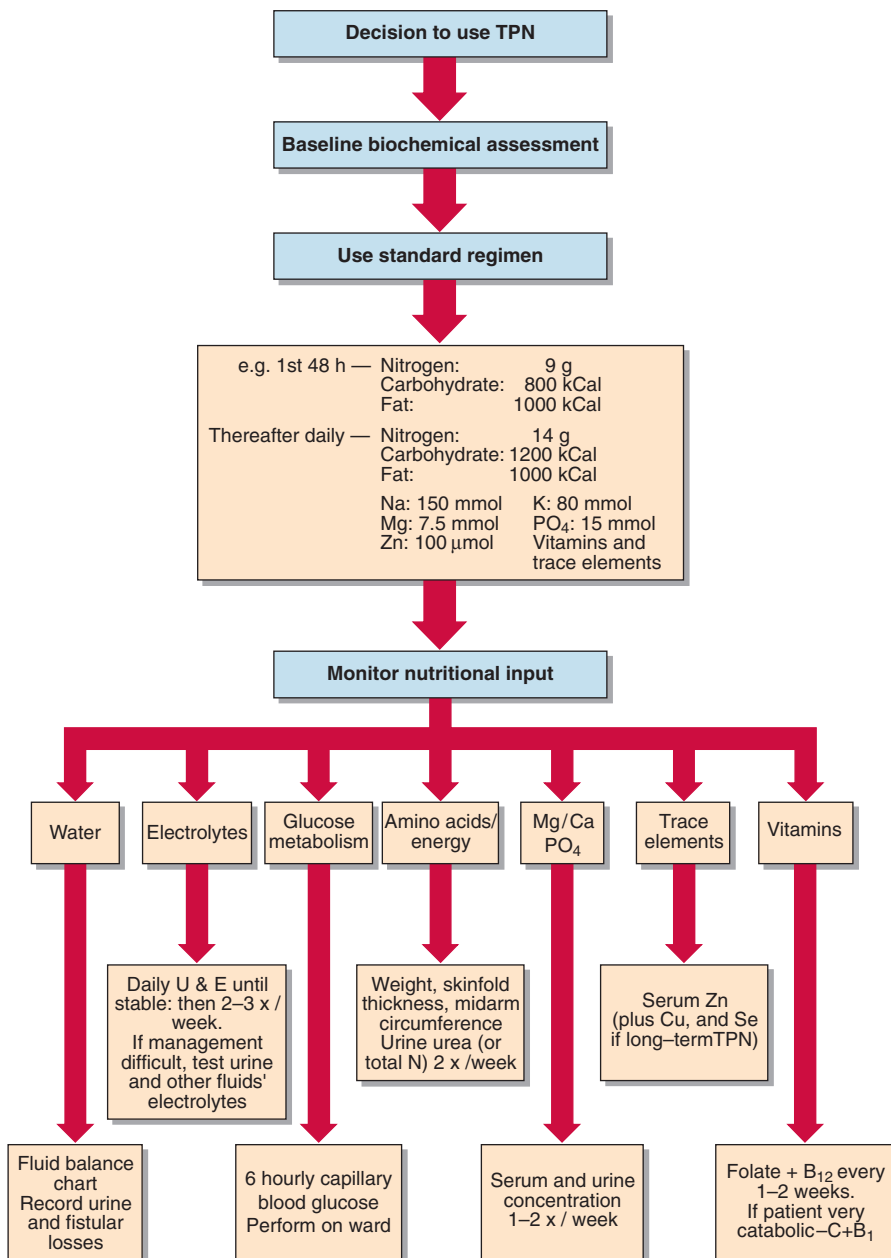 Decision to use TPN
Baseline biochemical assessment
Use standard regimen
e.g. 1st 48 h — Nitrogen: 9 g
Carbohydrate: 800 kCal
Fat: 1000 kCal
Thereafter daily — Nitrogen: 14 g
Carbohydrate: 1200 kCal
Fat: 1000 kCal
Na: 150 mmol K: 80 mmol
Mg: 7.5 mmol PO₄: 15 mmol
Zn: 100 μmol Vitamins and
trace elements
Monitor nutritional input
Water
Electrolytes
Glucose
metabolism
Amino acids/
energy
Mg/Ca
PO₄
Trace
elements
Vitamins
Daily U & E until
stable: then 2–3 x /
week.
If management
difficult, test urine
and other fluids'
electrolytes
Weight, skinfold
thickness, midarm
circumference
Urine urea (or
total N) 2 x /week
Serum Zn
(plus Cu, and Se
if long–termTPN)
Fluid balance
chart
Record urine
and fistular
losses
6 hourly capillary
blood glucose
Perform on ward
Serum and urine
concentration
1–2 x / week
Folate + B₁₂ every
1–2 weeks.
If patient very
catabolic–C+B₁